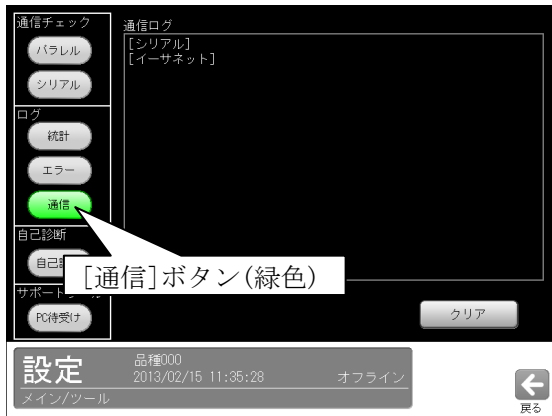 通信チェック
パラレル
シリアル
ログ
統計
エラー
通信
自己診断
自己
サポート
PC待受け
通信ログ
[シリアル]
[イーサネット]
[通信]ボタン(緑色)
クリア
設定
メイン/ツール
品種000
2013/02/15 11:35:28
オフライン
戻る